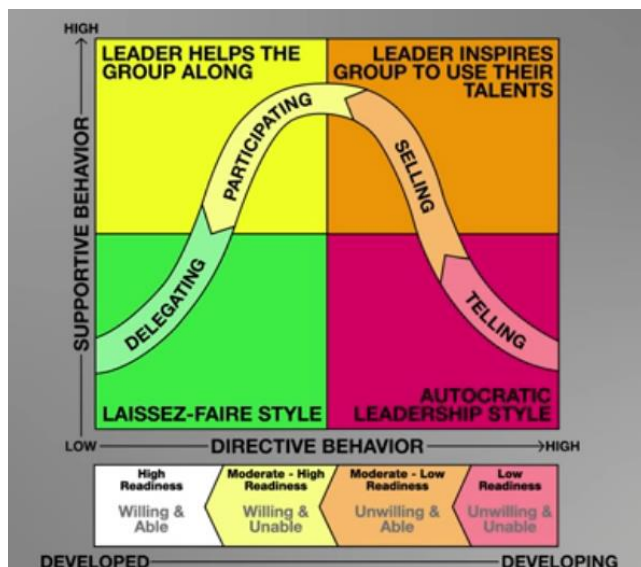 HIGH
LEADER HELPS THE
GROUP ALONG
LEADER INSPIRES
GROUP TO USE THEIR
TALENTS
SUPPORTIVE BEHAVIOR
PARTICIPATING
SELLING
DELEGATING
TELLING
LAISSEZ-FAIRE STYLE
AUTOCRATIC
LEADERSHIP STYLE
LOW
DIRECTIVE BEHAVIOR
HIGH
High
Readiness
Willing &
Able
Moderate - High
Readiness
Willing &
Unable
Moderate - Low
Readiness
Unwilling &
Able
Low
Readiness
Unwilling &
Unable
DEVELOPED
DEVELOPING